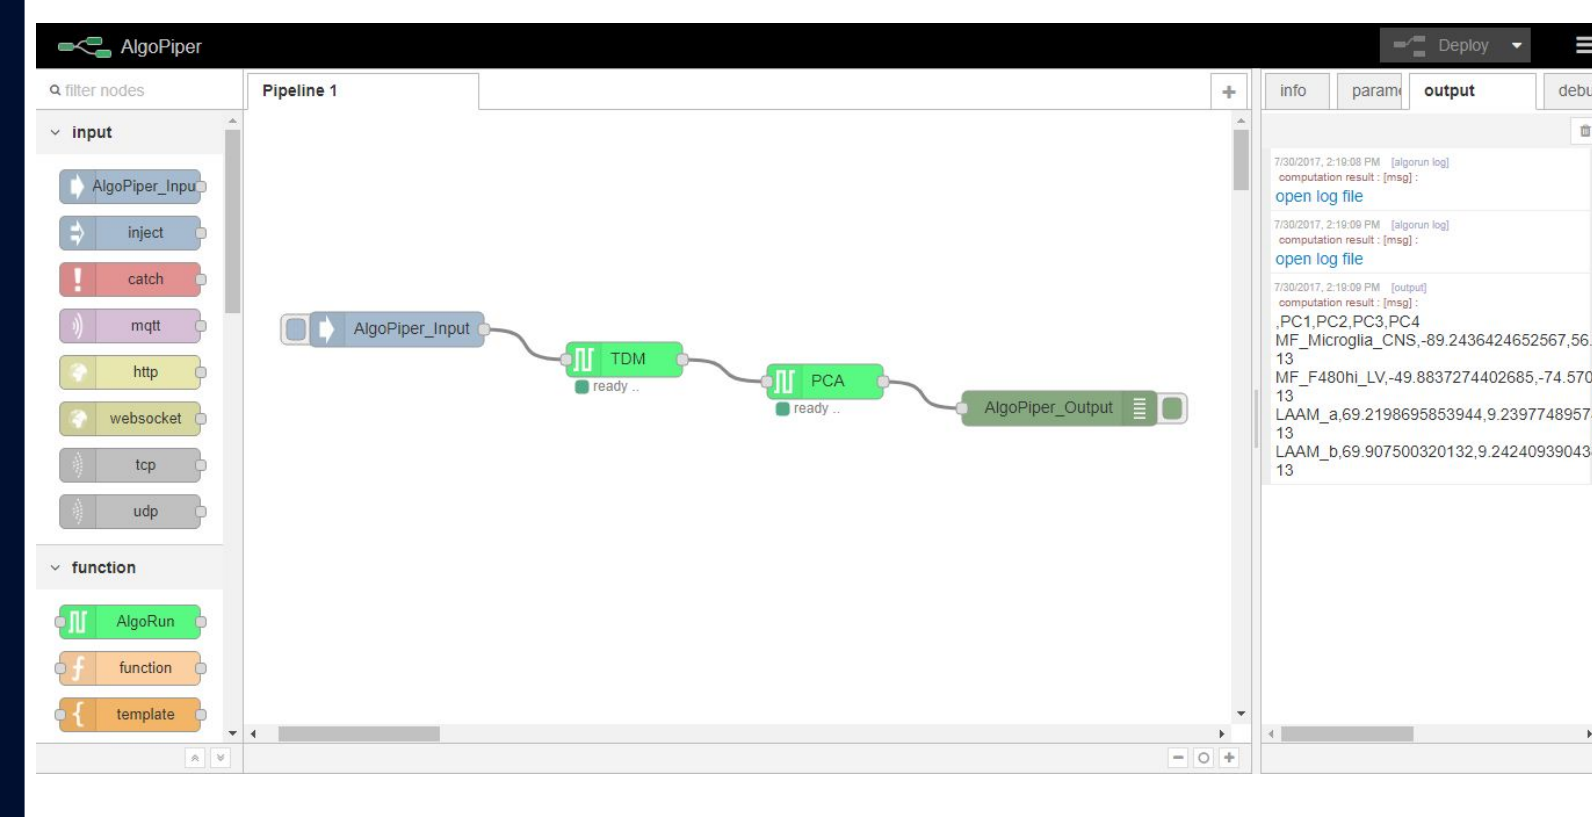 AlgoPiper
Deploy
filter nodes
Pipeline 1
info
param
output
debu
input
AlgoPiper_Inpu
inject
catch
mqtt
http
websocket
tcp
udp
function
AlgoRun
function
template
AlgoPiper_Input
TDM
ready ..
PCA
ready ..
AlgoPiper_Output
7/30/2017, 2:19:08 PM [algorun log]
computation result : [msg] :
open log file
7/30/2017, 2:19:09 PM [algorun log]
computation result : [msg] :
open log file
7/30/2017, 2:19:09 PM [output]
computation result : [msg] :
,PC1,PC2,PC3,PC4
MF_Microglia_CNS,-89.2436424652567,56.
13
MF_F480hi_LV,-49.8837274402685,-74.570
13
LAAM_a,69.2198695853944,9.2397748957
13
LAAM_b,69.907500320132,9.24240939043
13